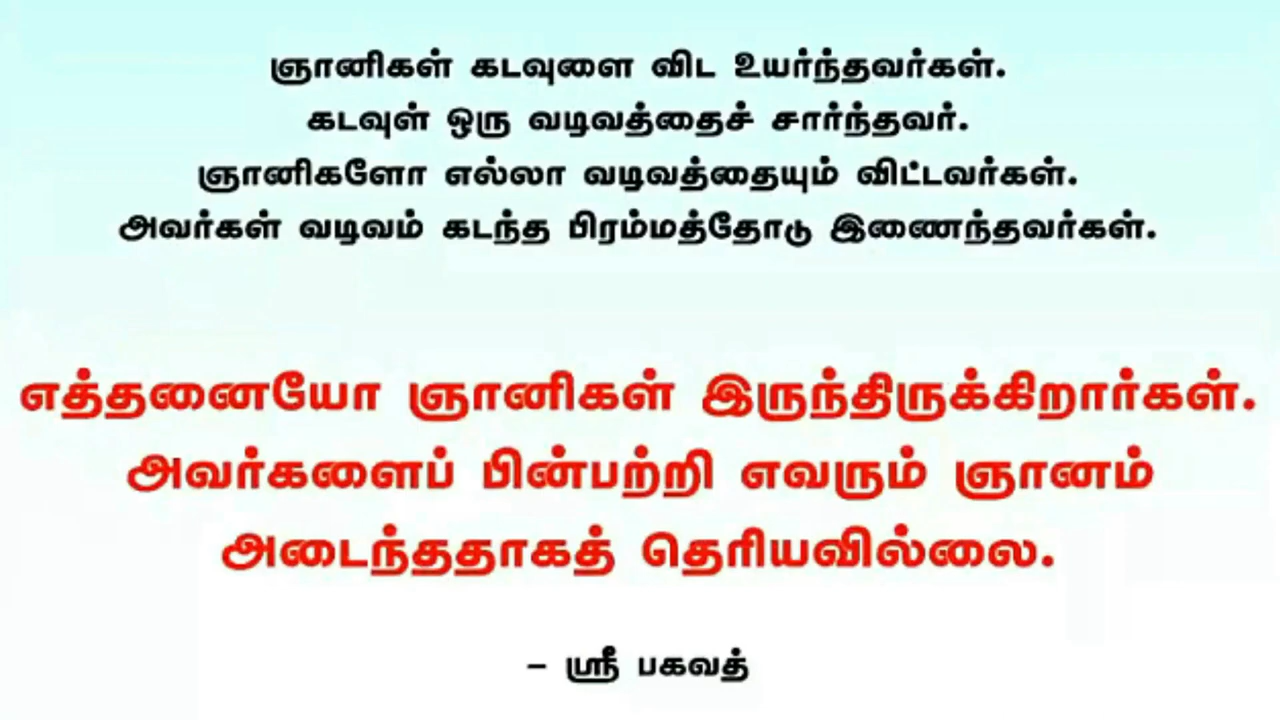 ஞானிகள் கடவுளை விட உயர்ந்தவர்கள்.
கடவுள் ஒரு வடிவத்தைச் சார்ந்தவர்.
ஞானிகளோ எல்லா வடிவத்தையும் விட்டவர்கள்.
அவர்கள் வடிவம் கடந்த பிரம்மத்தோடு இணைந்தவர்கள்.
எத்தனையோ ஞானிகள் இருந்திருக்கிறார்கள்.
அவர்களைப் பின்பற்றி எவரும் ஞானம்
அடைந்ததாகத் தெரியவில்லை.
– ஸ்ரீ பகவத்